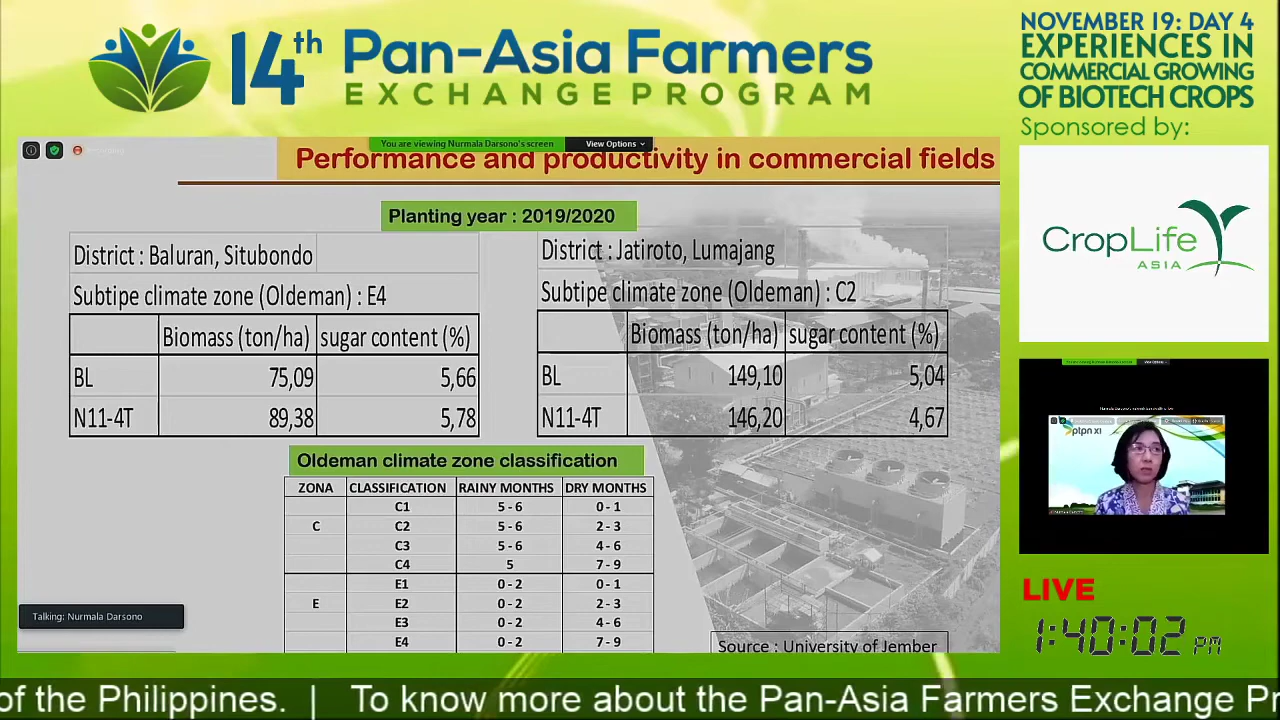 14th Pan-Asia Farmers
EXCHANGE PROGRAM
NOVEMBER 19: DAY 4
EXPERIENCES IN
COMMERCIAL GROWING
OF BIOTECH CROPS
Sponsored by:
CropLife
ASIA
You are viewing Nurmala Darsono's screen
View Options
Performance and productivity in commercial fields
Planting year : 2019/2020
District : Baluran, Situbondo
Subtipe climate zone (Oldeman) : E4
Biomass (ton/ha) sugar content (%)
BL 75,09 5,66
N11-4T 89,38 5,78
District : Jatiroto, Lumajang
Subtipe climate zone (Oldeman) : C2
Biomass (ton/ha) sugar content (%)
BL 149,10 5,04
N11-4T 146,20 4,67
Oldeman climate zone classification
ZONA CLASSIFICATION RAINY MONTHS DRY MONTHS
C1 5 - 6 0 - 1
C C2 5 - 6 2 - 3
C3 5 - 6 4 - 6
C4 5 7 - 9
E1 0 - 2 0 - 1
E E2 0 - 2 2 - 3
E3 0 - 2 4 - 6
E4 0 - 2 7 - 9
Source : University of Jember
Talking: Nurmala Darsono
ptpn XI
LIVE
1:40:02 PM
of the Philippines. | To know more about the Pan-Asia Farmers Exchange Pr